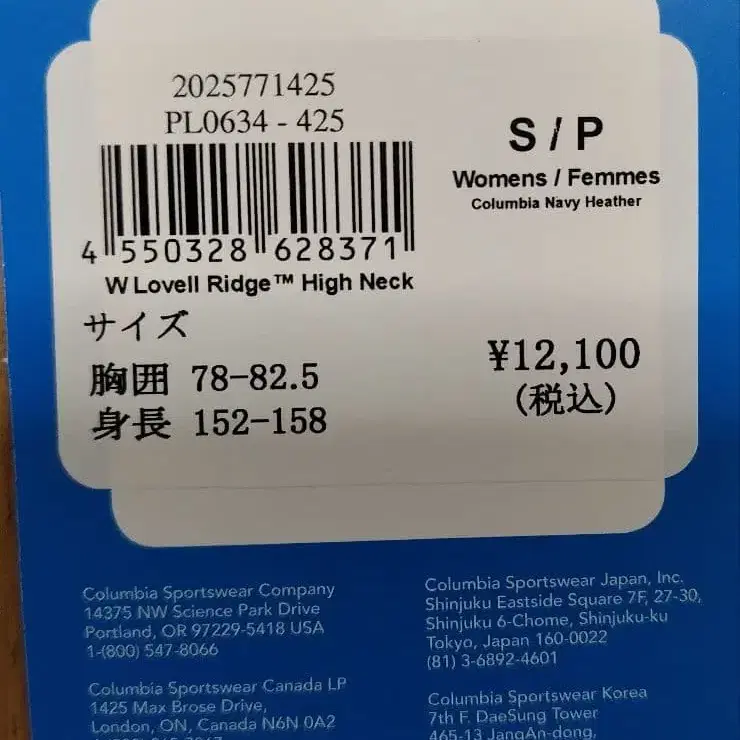 2025771425
PL0634 - 425
4 550328 628371
W Lovell Ridge™ High Neck
S / P
Womens / Femmes
Columbia Navy Heather
サイズ
胸囲 78-82.5
身長 152-158
¥12,100
(税込)
Columbia Sportswear Company
14375 NW Science Park Drive
Portland, OR 97229-5418 USA
1-(800) 547-8066
Columbia Sportswear Canada LP
1425 Max Brose Drive,
London, ON, Canada N6N 0A2
Columbia Sportswear Japan, Inc.
Shinjuku Eastside Square 7F, 27-30,
Shinjuku 6-Chome, Shinjuku-ku
Tokyo, Japan 160-0022
(81) 3-6892-4601
Columbia Sportswear Korea
7th F. DaeSung Tower
465-13 JangAn-dong,